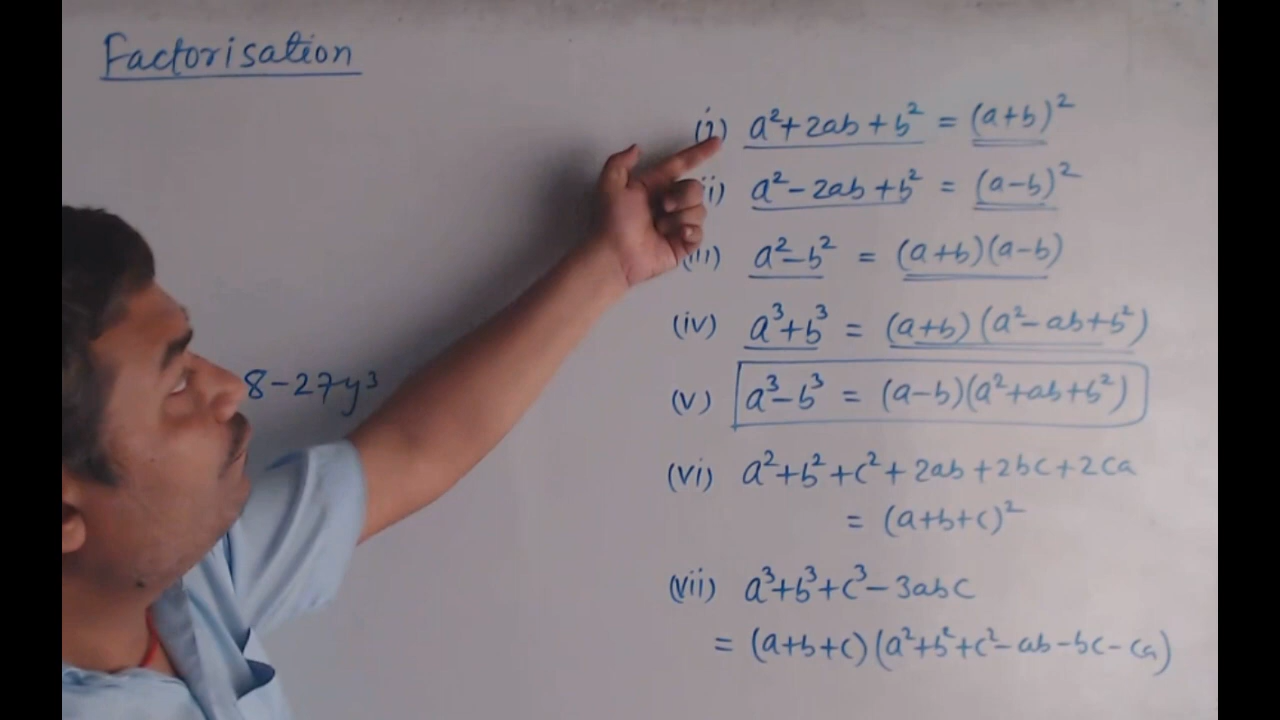 Factorisation
(i) a²+2ab+b² = (a+b)²
ii) a²-2ab+b² = (a-b)²
(iii) a²-b² = (a+b)(a-b)
(iv) a³+b³ = (a+b)(a²-ab+b²)
8-27y³
(v) a³-b³ = (a-b)(a²+ab+b²)
(vi) a²+b²+c²+2ab+2bc+2ca
= (a+b+c)²
(vii) a³+b³+c³-3abc
= (a+b+c)(a²+b²+c²-ab-bc-ca)